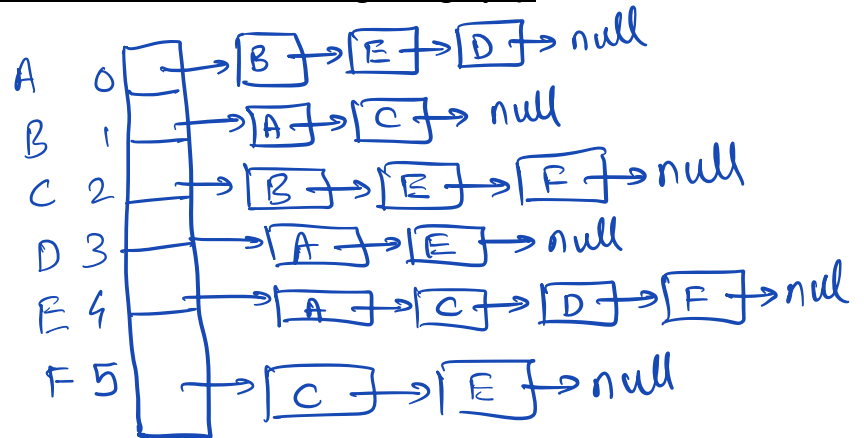 A 0 B E D null
B 1 A C null
C 2 B E F null
D 3 A E null
E 4 A C D F null
F 5 C E null